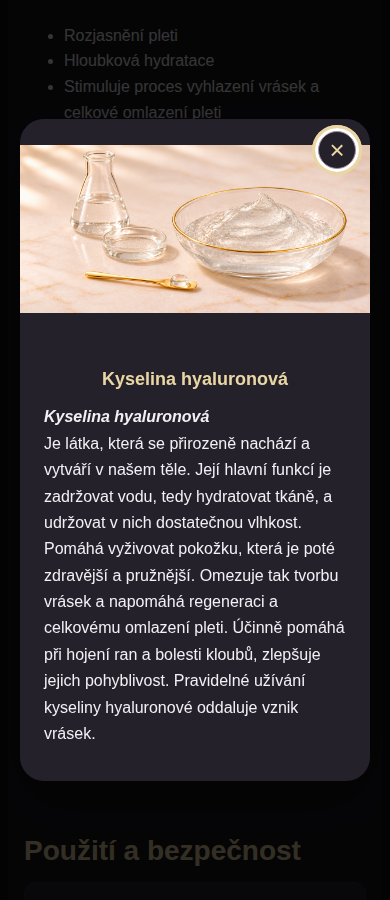 Rozjasnění pleti
Hloubková hydratace
Stimuluje proces vyhlazení vrásek a
celkové omlazení pleti
Kyselina hyaluronová
Kyselina hyaluronová
Je látka, která se přirozeně nachází a
vytváří v našem těle. Její hlavní funkcí je
zadržovat vodu, tedy hydratovat tkáně, a
udržovat v nich dostatečnou vlhkost.
Pomáhá vyživovat pokožku, která je poté
zdravější a pružnější. Omezuje tak tvorbu
vrásek a napomáhá regeneraci a
celkovému omlazení pleti. Účinně pomáhá
při hojení ran a bolesti kloubů, zlepšuje
jejich pohyblivost. Pravidelné užívání
kyseliny hyaluronové oddaluje vznik
vrásek.
Použití a bezpečnost